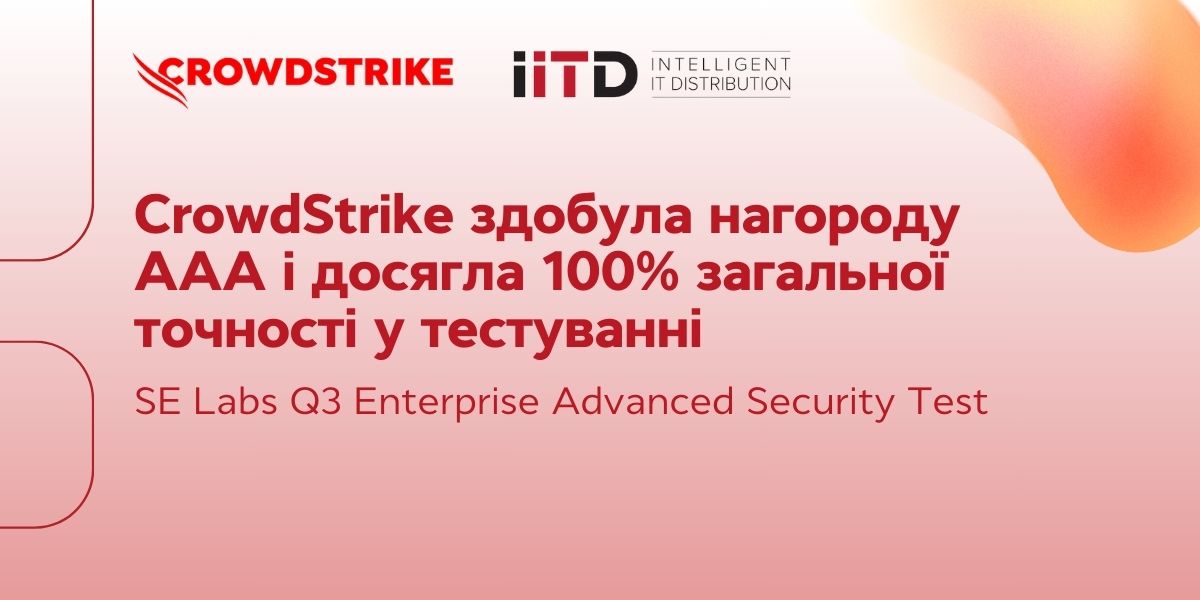 CROWDSTRIKE
iiTD
INTELLIGENT
IT DISTRIBUTION
CrowdStrike здобула нагороду
ААА і досягла 100% загальної
точності у тестуванні
SE Labs Q3 Enterprise Advanced Security Test